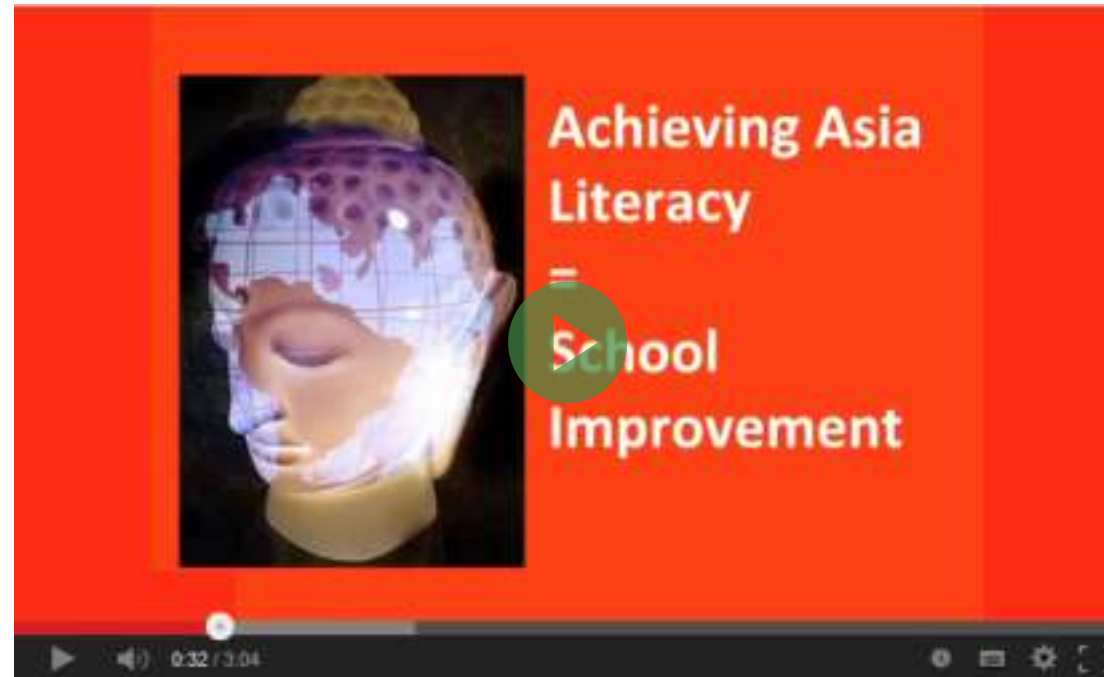 Achieving Asia
Literacy
=
School
Improvement
0:32 / 3:04